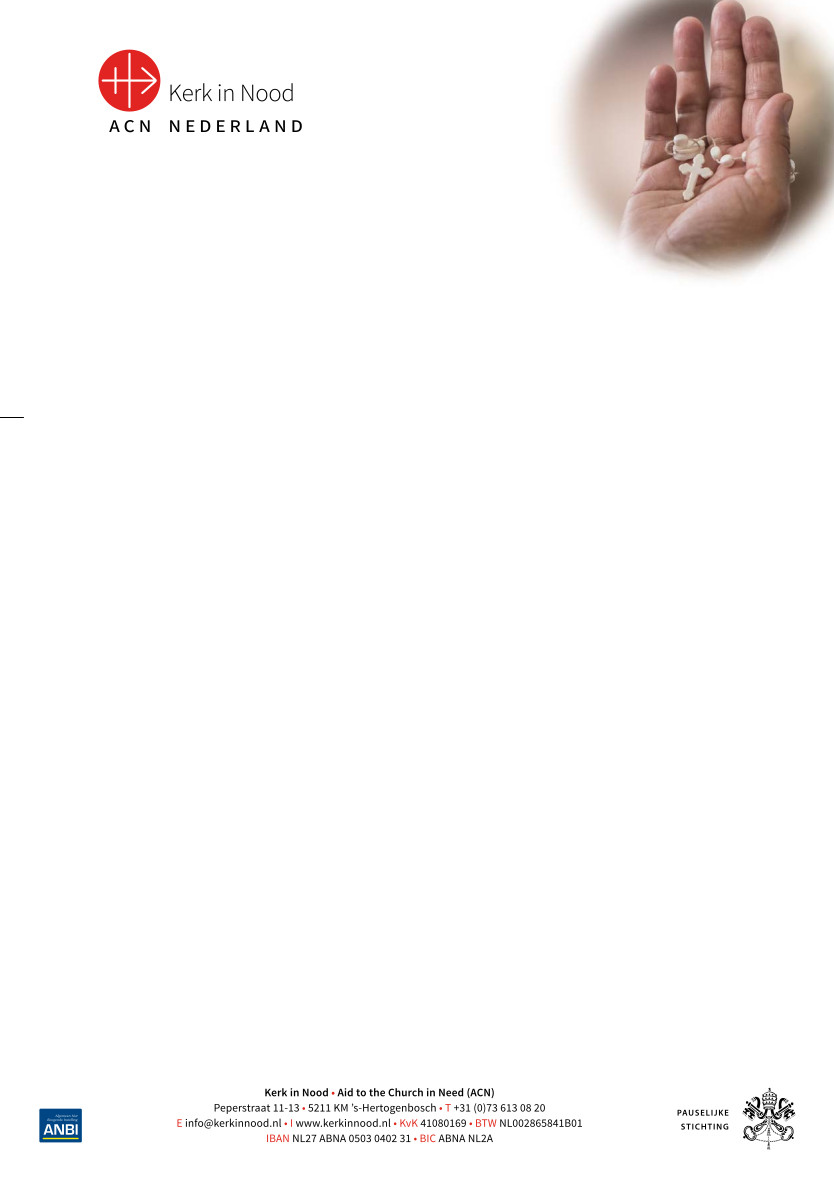 Kerk in Nood
ACN NEDERLAND
Kerk in Nood • Aid to the Church in Need (ACN)
Peperstraat 11-13 • 5211 KM 's-Hertogenbosch • T +31 (0)73 613 08 20
E info@kerkinnood.nl • I www.kerkinnood.nl • KvK 41080169 • BTW NL002865841B01
IBAN NL27 ABNA 0503 0402 31 • BIC ABNA NL2A
ANBI
PAUSELIJKE
STICHTING